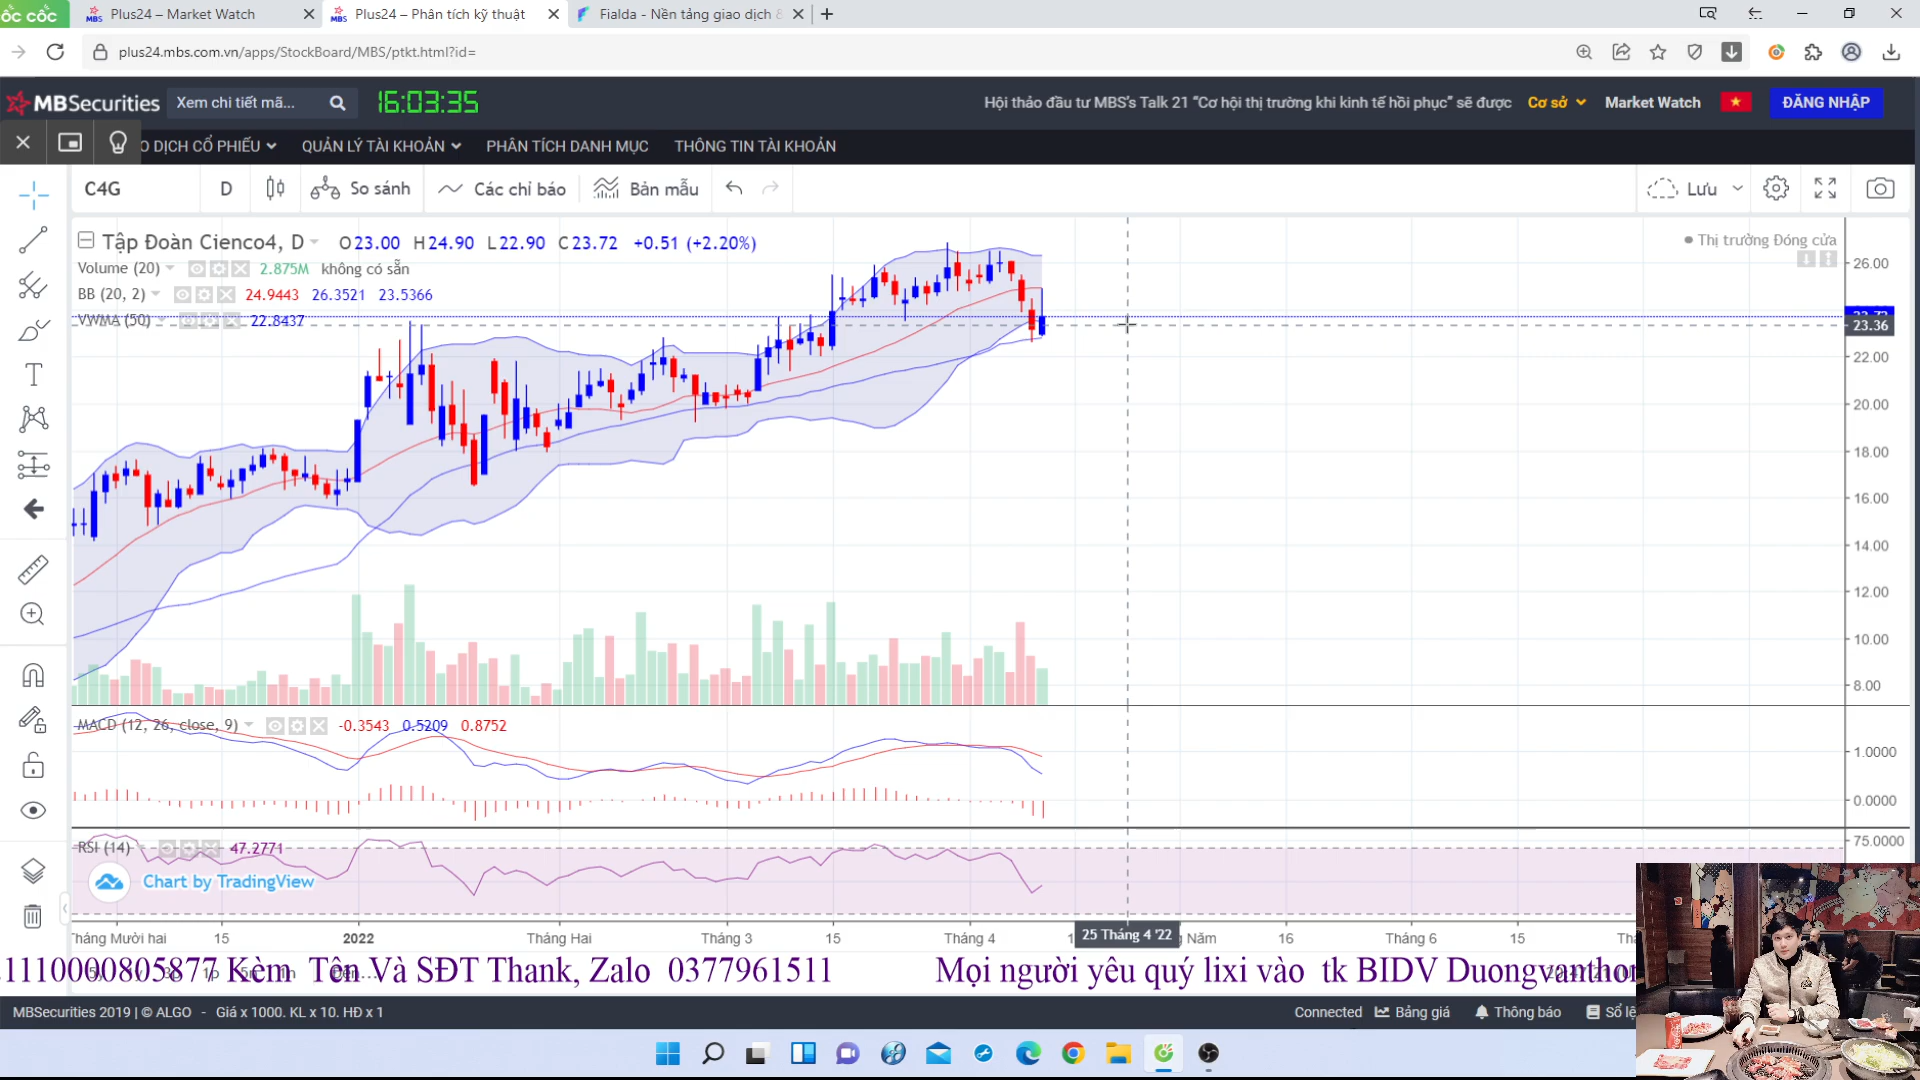 ỐC CỐC
Plus24 – Market Watch
Plus24 – Phân tích kỹ thuật
Fialda - Nền tảng giao dịch
plus24.mbs.com.vn/apps/StockBoard/MBS/ptkt.html?id=
MBSecurities
Xem chi tiết mã...
16:03:35
Hội thảo đầu tư MBS's Talk 21 “Cơ hội thị trường khi kinh tế hồi phục” sẽ được
Cơ sở
Market Watch
ĐĂNG NHẬP
O DỊCH CỔ PHIẾU
QUẢN LÝ TÀI KHOẢN
PHÂN TÍCH DANH MỤC
THÔNG TIN TÀI KHOẢN
C4G
D
So sánh
Các chỉ báo
Bản mẫu
Lưu
Tập Đoàn Cienco4, D O23.00 H24.90 L22.90 C23.72 +0.51 (+2.20%)
Thị trường Đóng cửa
Volume (20) 2.875M không có sẵn
BB (20, 2) 24.9443 26.3521 23.5366
VWMA (50) 22.8437
26.00
23.72
23.36
22.00
20.00
18.00
16.00
14.00
12.00
10.00
8.00
MACD (12, 26, close, 9) -0.3543 0.5209 0.8752
1.0000
0.0000
RSI (14) 47.2771
75.0000
Chart by TradingView
háng Mười hai 15 2022 Tháng Hai Tháng 3 15 Tháng 4 25 Tháng 4 '22 Năm 16 Tháng 6 15
1110000805877 Kèm Tên Và SĐT Thank, Zalo 0377961511 Mọi người yêu quý lixi vào tk BIDV Duongvantho
MBSecurities 2019 | © ALGO - Giá x 1000. KL x 10. HĐ x 1
Connected
Bảng giá
Thông báo
Sổ lệ